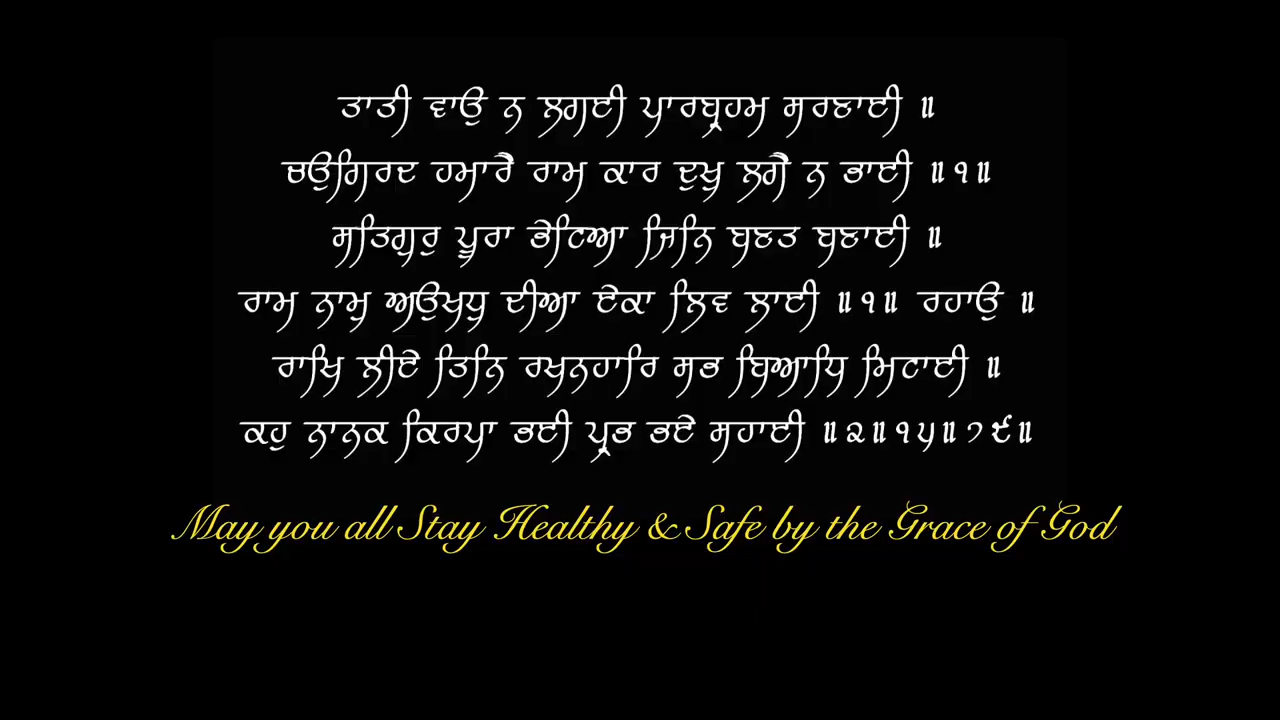 ਤਾਤੀ ਵਾਉ ਨ ਲਗਈ ਪਾਰਬ੍ਰਹਮ ਸਰਣਾਈ ॥
ਚਉਗਿਰਦ ਹਮਾਰੈ ਰਾਮ ਕਾਰ ਦੁਖੁ ਲਗੈ ਨ ਭਾਈ ॥੧॥
ਸਤਿਗੁਰੁ ਪੂਰਾ ਭੇਟਿਆ ਜਿਨਿ ਬਣਤ ਬਣਾਈ ॥
ਰਾਮ ਨਾਮੁ ਅਉਖਧੁ ਦੀਆ ਏਕਾ ਲਿਵ ਲਾਈ ॥੧॥ ਰਹਾਉ ॥
ਰਾਖਿ ਲੀਏ ਤਿਨਿ ਰਖਨਹਾਰਿ ਸਭ ਬਿਆਧਿ ਮਿਟਾਈ ॥
ਕਹੁ ਨਾਨਕ ਕਿਰਪਾ ਭਈ ਪ੍ਰਭ ਭਏ ਸਹਾਈ ॥੨॥੧੫॥੭੯॥
May you all Stay Healthy & Safe by the Grace of God